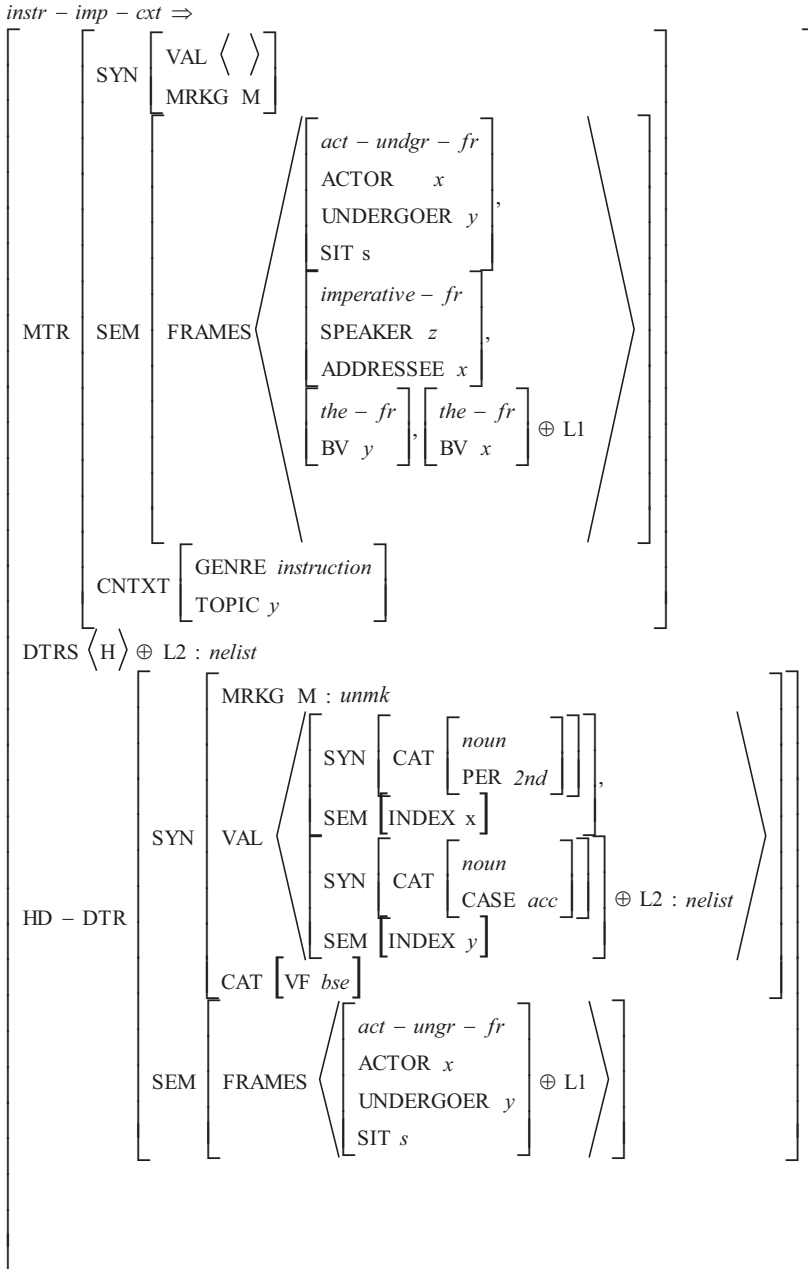 instr – imp – cxt ⇒
SYN [ VAL ⟨ ⟩
MRKG M ]
act – undgr – fr
ACTOR x
UNDERGOER y
SIT s ,
imperative – fr
MTR SEM FRAMES SPEAKER z ,
ADDRESSEE x
[ the – fr
BV y ] , [ the – fr
BV x ] ⊕ L1
CNTXT [ GENRE instruction
TOPIC y ]
DTRS ⟨ H ⟩ ⊕ L2 : nelist
MRKG M : unmk
SYN [ CAT [ noun
PER 2nd ] ] ,
SEM [ INDEX x ]
SYN VAL
SYN [ CAT [ noun
CASE acc ] ]
HD – DTR ⊕ L2 : nelist
SEM [ INDEX y ]
CAT [ VF bse ]
act – ungr – fr
ACTOR x
SEM FRAMES ⊕ L1
UNDERGOER y
SIT s